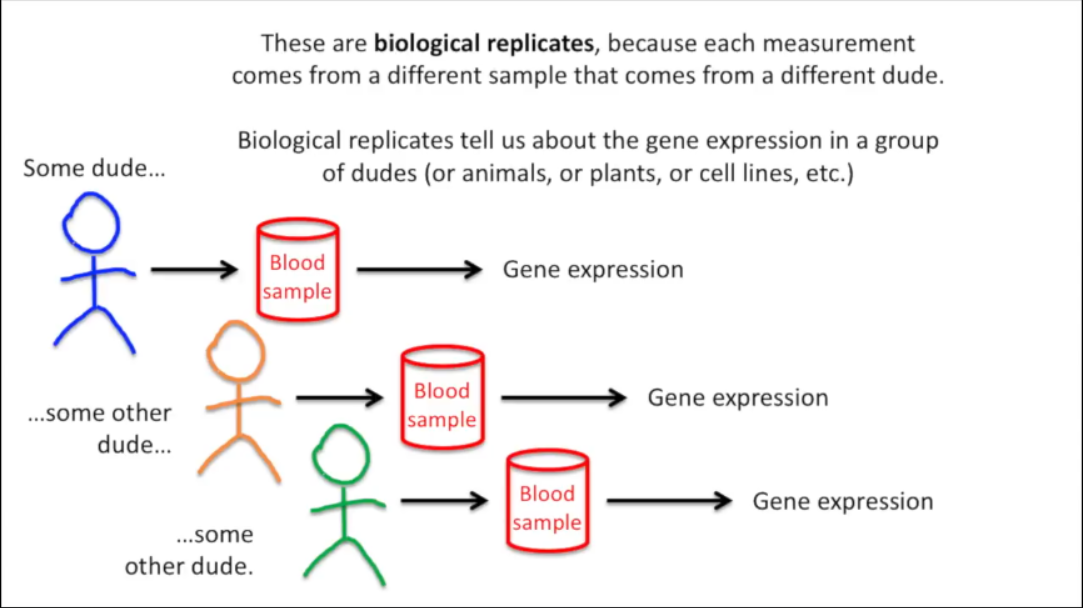 These are biological replicates, because each measurement
comes from a different sample that comes from a different dude.
Biological replicates tell us about the gene expression in a group
of dudes (or animals, or plants, or cell lines, etc.)
Some dude...
Blood
sample
Gene expression
...some other
dude...
Blood
sample
Gene expression
...some
other dude.
Blood
sample
Gene expression